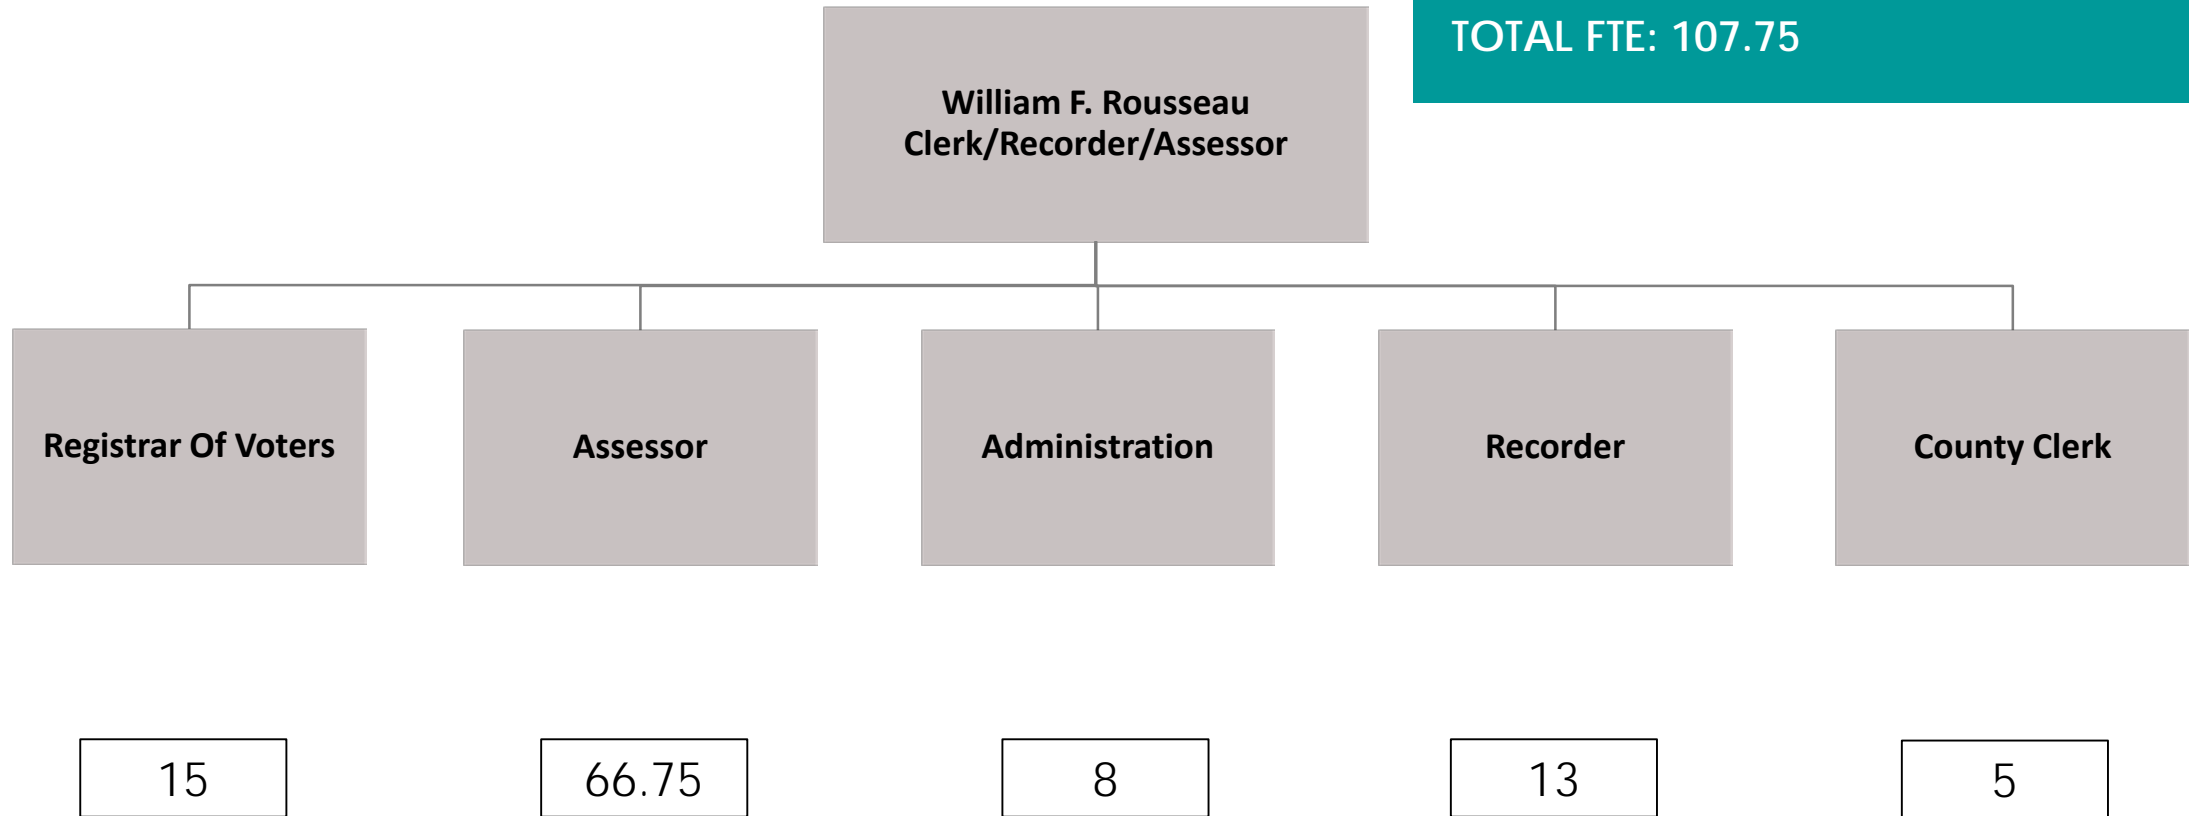 TOTAL FTE: 107.75
William F. Rousseau
Clerk/Recorder/Assessor
Registrar Of Voters
Assessor
Administration
Recorder
County Clerk
15
66.75
8
13
5